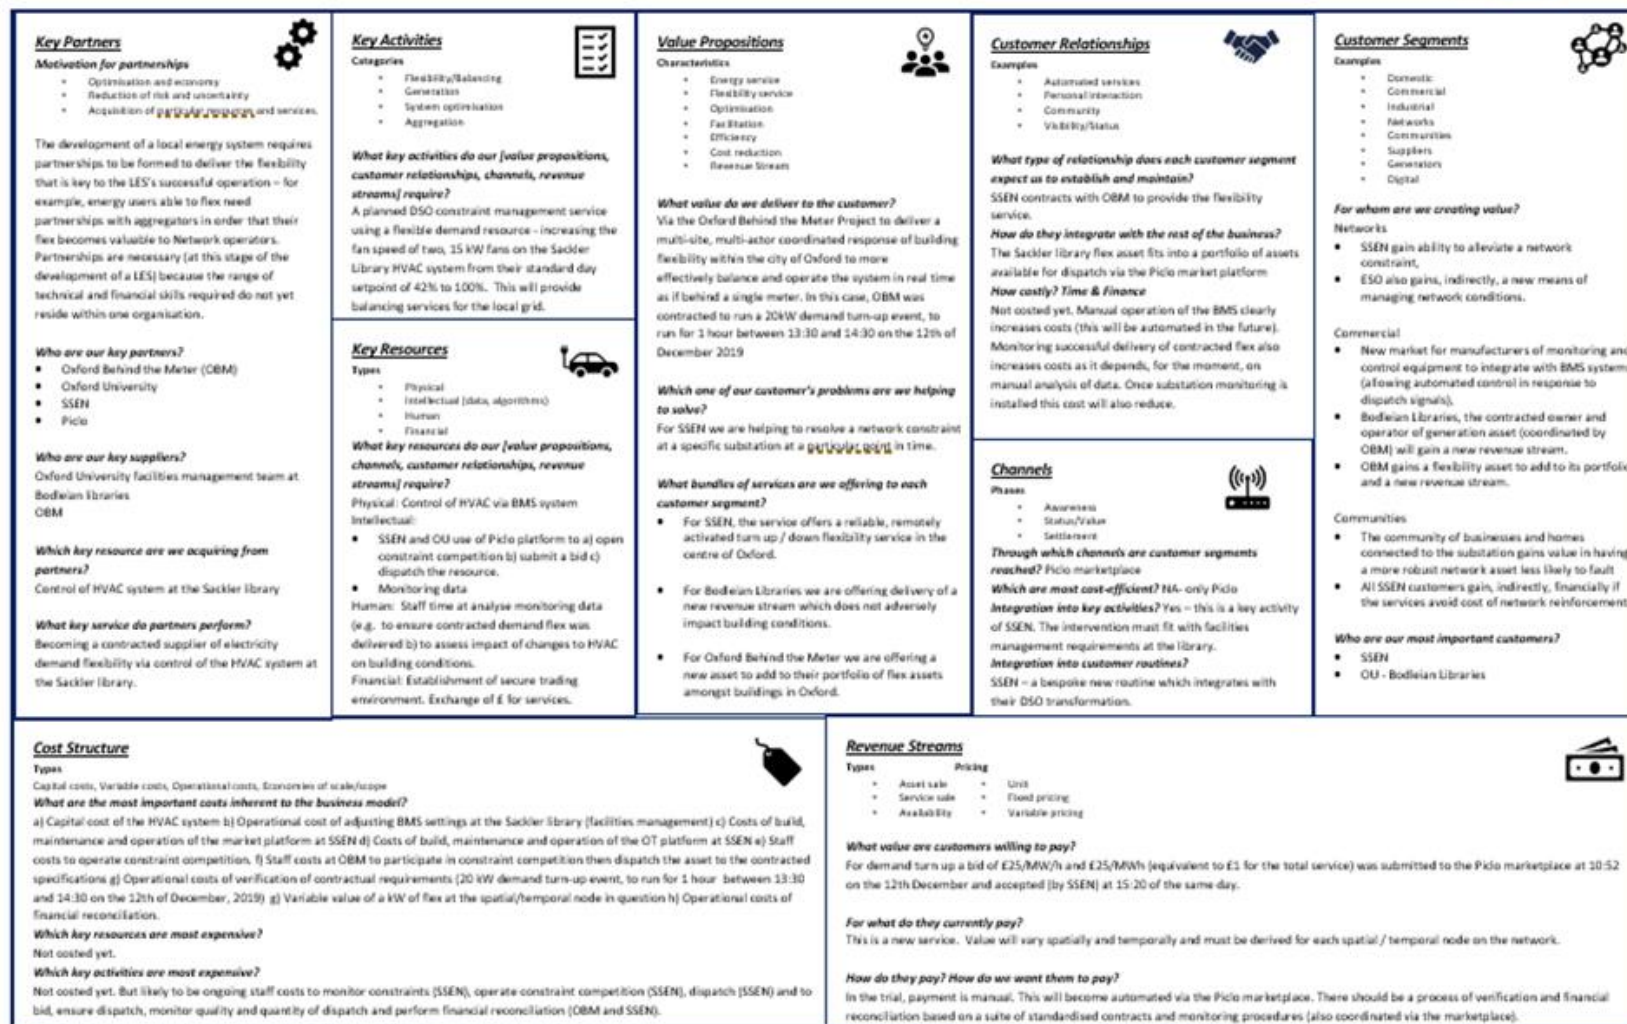 Key Partners
Motivation for partnerships
• Optimisation and economy
• Reduction of risk and uncertainty
• Acquisition of particular resources and services.
The development of a local energy system requires
partnerships to be formed to deliver the flexibility
that is key to the LES's successful operation – for
example, energy users able to flex need
partnerships with aggregators in order that their
flex becomes valuable to Network operators.
Partnerships are necessary (at this stage of the
development of a LES) because the range of
technical and financial skills required do not yet
reside within one organisation.
Who are our key partners?
• Oxford Behind the Meter (OBM)
• Oxford University
• SSEN
• Piclo
Who are our key suppliers?
Oxford University facilities management team at
Bodleian libraries
OBM
Which key resource are we acquiring from
partners?
Control of HVAC system at the Sackler library
What key service do partners perform?
Becoming a contracted supplier of electricity
demand flexibility via control of the HVAC system at
the Sackler library.
Key Activities
Categories
• Flexibility/Balancing
• Generation
• System optimisation
• Aggregation
What key activities do our [value propositions,
customer relationships, channels, revenue
streams] require?
A planned DSO constraint management service
using a flexible demand resource - increasing the
fan speed of two, 15 kW fans on the Sackler
Library HVAC system from their standard day
setpoint of 42% to 100%. This will provide
balancing services for the local grid.
Key Resources
Types
• Physical
• Intellectual (data, algorithms)
• Human
• Financial
What key resources do our [value propositions,
channels, customer relationships, revenue
streams] require?
Physical: Control of HVAC via BMS system
Intellectual:
• SSEN and OU use of Piclo platform to a) open
constraint competition b) submit a bid c)
dispatch the resource.
• Monitoring data
Human: Staff time at analyse monitoring data
(e.g. to ensure contracted demand flex was
delivered b) to assess impact of changes to HVAC
on building conditions.
Financial: Establishment of secure trading
environment. Exchange of £ for services.
Value Propositions
Characteristics
• Energy service
• Flexibility service
• Optimisation
• Facilitation
• Efficiency
• Cost reduction
• Revenue Stream
What value do we deliver to the customer?
Via the Oxford Behind the Meter Project to deliver a
multi-site, multi-actor coordinated response of building
flexibility within the city of Oxford to more
effectively balance and operate the system in real time
as if behind a single meter. In this case, OBM was
contracted to run a 20kW demand turn-up event, to
run for 1 hour between 13:30 and 14:30 on the 12th of
December 2019
Which one of our customer's problems are we helping
to solve?
For SSEN we are helping to resolve a network constraint
at a specific substation at a particular point in time.
What bundles of services are we offering to each
customer segment?
• For SSEN, the service offers a reliable, remotely
activated turn up / down flexibility service in the
centre of Oxford.
• For Bodleian Libraries we are offering delivery of a
new revenue stream which does not adversely
impact building conditions.
• For Oxford Behind the Meter we are offering a
new asset to add to their portfolio of flex assets
amongst buildings in Oxford.
Customer Relationships
Examples
• Automated services
• Personal interaction
• Community
• Visibility/Status
What type of relationship does each customer segment
expect us to establish and maintain?
SSEN contracts with OBM to provide the flexibility
service.
How do they integrate with the rest of the business?
The Sackler library flex asset fits into a portfolio of assets
available for dispatch via the Piclo market platform
How costly? Time & Finance
Not costed yet. Manual operation of the BMS clearly
increases costs (this will be automated in the future).
Monitoring successful delivery of contracted flex also
increases costs as it depends, for the moment, on
manual analysis of data. Once substation monitoring is
installed this cost will also reduce.
Channels
Phases
• Awareness
• Status/Value
• Settlement
Through which channels are customer segments
reached? Piclo marketplace
Which are most cost-efficient? NA- only Piclo
Integration into key activities? Yes – this is a key activity
of SSEN. The intervention must fit with facilities
management requirements at the library.
Integration into customer routines?
SSEN – a bespoke new routine which integrates with
their DSO transformation.
Customer Segments
Examples
• Domestic
• Commercial
• Industrial
• Networks
• Communities
• Suppliers
• Generators
• Digital
For whom are we creating value?
Networks
• SSEN gain ability to alleviate a network
constraint,
• ESO also gains, indirectly, a new means of
managing network conditions.
Commercial
• New market for manufacturers of monitoring and
control equipment to integrate with BMS system
(allowing automated control in response to
dispatch signals),
• Bodleian Libraries, the contracted owner and
operator of generation asset (coordinated by
OBM) will gain a new revenue stream.
• OBM gains a flexibility asset to add to its portfolio
and a new revenue stream.
Communities
• The community of businesses and homes
connected to the substation gains value in having
a more robust network asset less likely to fault
• All SSEN customers gain, indirectly, financially if
the services avoid cost of network reinforcement
Who are our most important customers?
• SSEN
• OU - Bodleian Libraries
Cost Structure
Types
Capital costs, Variable costs, Operational costs, Economies of scale/scope
What are the most important costs inherent to the business model?
a) Capital cost of the HVAC system b) Operational cost of adjusting BMS settings at the Sackler library (facilities management) c) Costs of build,
maintenance and operation of the market platform at SSEN d) Costs of build, maintenance and operation of the OT platform at SSEN e) Staff
costs to operate constraint competition. f) Staff costs at OBM to participate in constraint competition then dispatch the asset to the contracted
specifications g) Operational costs of verification of contractual requirements (20 kW demand turn-up event, to run for 1 hour between 13:30
and 14:30 on the 12th of December, 2019) g) Variable value of a kW of flex at the spatial/temporal node in question h) Operational costs of
financial reconciliation.
Which key resources are most expensive?
Not costed yet.
Which key activities are most expensive?
Not costed yet. But likely to be ongoing staff costs to monitor constraints (SSEN), operate constraint competition (SSEN), dispatch (SSEN) and to
bid, ensure dispatch, monitor quality and quantity of dispatch and perform financial reconciliation (OBM and SSEN).
Revenue Streams
Types Pricing
• Asset sale • Unit
• Service sale • Fixed pricing
• Availability • Variable pricing
What value are customers willing to pay?
For demand turn up a bid of £25/MW/h and £25/MWh (equivalent to £1 for the total service) was submitted to the Piclo marketplace at 10:52
on the 12th December and accepted (by SSEN) at 15:20 of the same day.
For what do they currently pay?
This is a new service. Value will vary spatially and temporally and must be derived for each spatial / temporal node on the network.
How do they pay? How do we want them to pay?
In the trial, payment is manual. This will become automated via the Piclo marketplace. There should be a process of verification and financial
reconciliation based on a suite of standardised contracts and monitoring procedures (also coordinated via the marketplace).